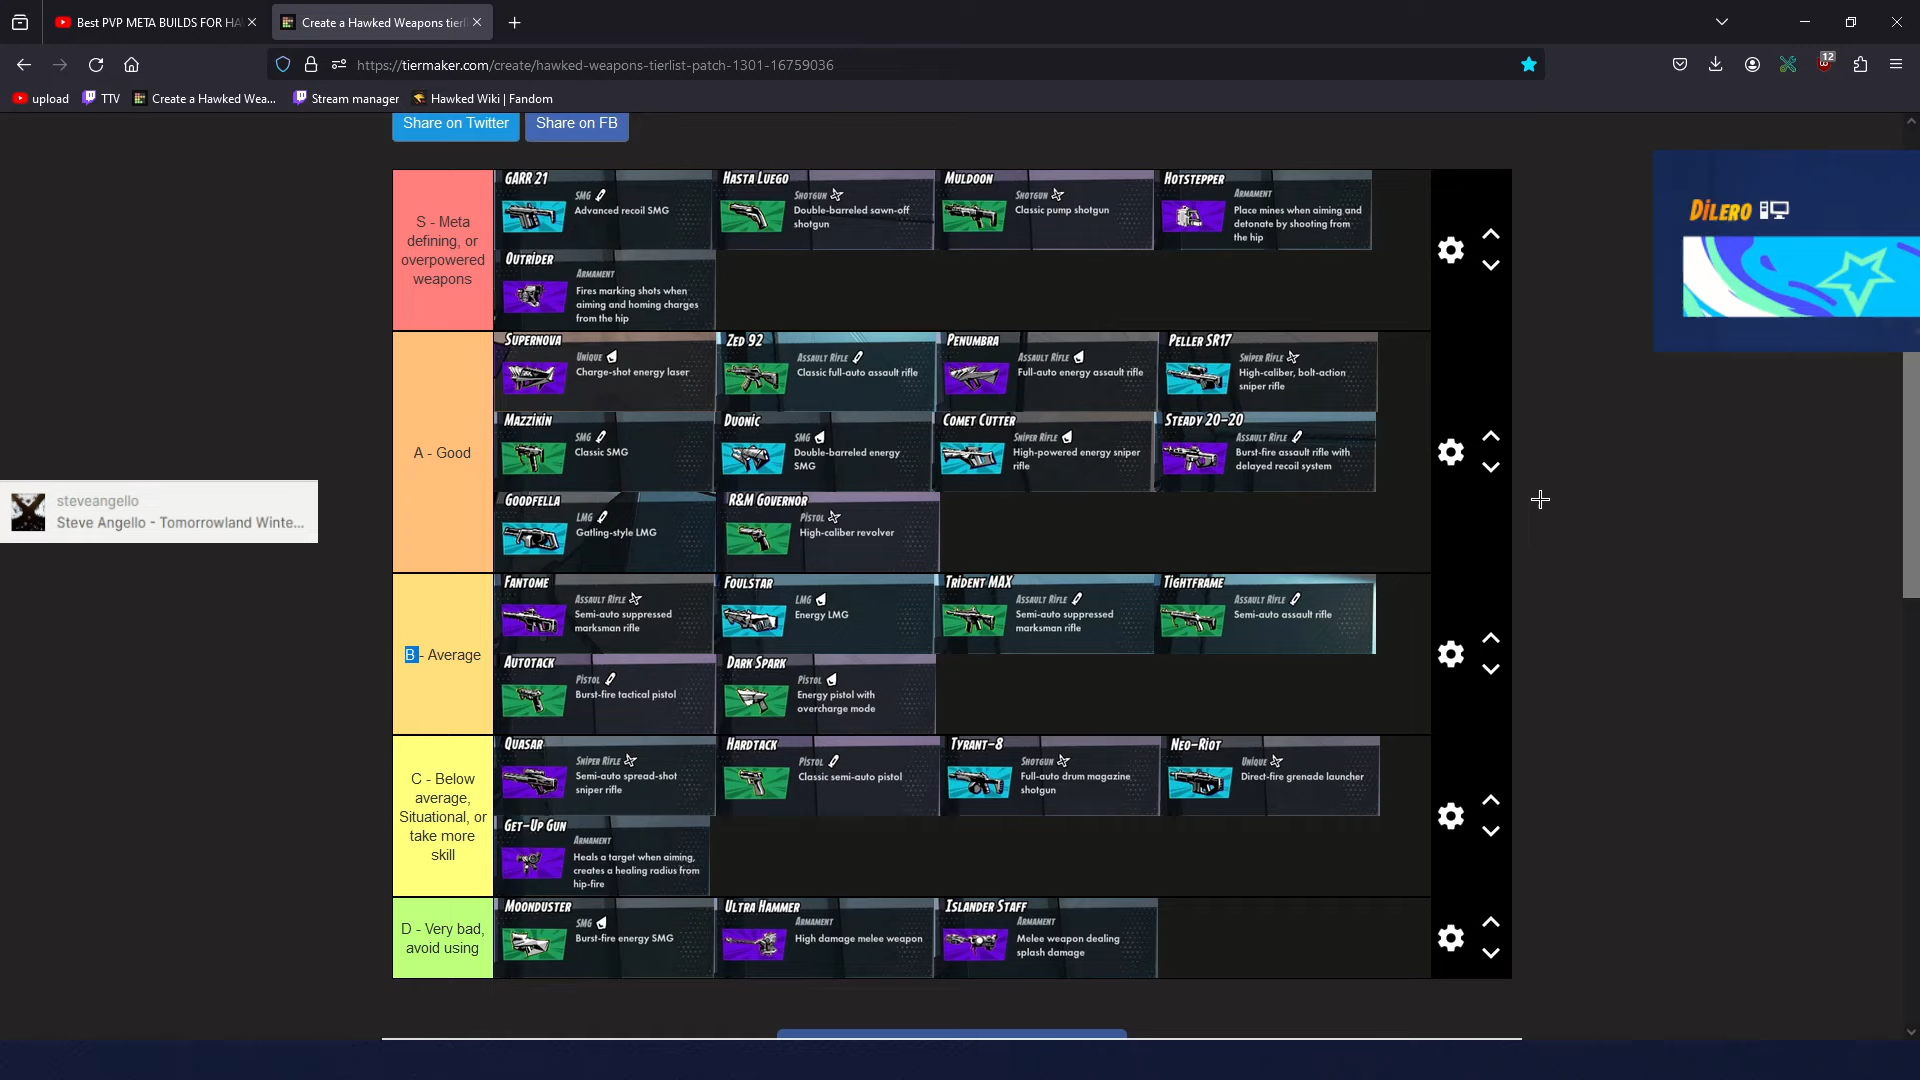 Best PVP META BUILDS FOR HA
Create a Hawked Weapons tierl
https://tiermaker.com/create/hawked-weapons-tierlist-patch-1301-16759036
12
upload
TTV
Create a Hawked Wea...
Stream manager
Hawked Wiki | Fandom
Share on Twitter
Share on FB
S - Meta
defining, or
overpowered
weapons
GARR 21
SMG
Advanced recoil SMG
HASTA LUEGO
SHOTGUN
Double-barreled sawn-off
shotgun
MULDOON
SHOTGUN
Classic pump shotgun
HOTSTEPPER
ARMAMENT
Place mines when aiming and
detonate by shooting from
the hip
OUTRIDER
ARMAMENT
Fires marking shots when
aiming and homing charges
from the hip
A - Good
SUPERNOVA
UNIQUE
Charge-shot energy laser
ZED 92
ASSAULT RIFLE
Classic full-auto assault rifle
PENUMBRA
ASSAULT RIFLE
Full-auto energy assault rifle
PELLER SR17
SNIPER RIFLE
High-caliber, bolt-action
sniper rifle
MAZZIKIN
SMG
Classic SMG
DUONIC
SMG
Double-barreled energy
SMG
COMET CUTTER
SNIPER RIFLE
High-powered energy sniper
rifle
STEADY 20-20
ASSAULT RIFLE
Burst-fire assault rifle with
delayed recoil system
GOODFELLA
LMG
Gatling-style LMG
R&M GOVERNOR
PISTOL
High-caliber revolver
B - Average
FANTOME
ASSAULT RIFLE
Semi-auto suppressed
marksman rifle
FOULSTAR
LMG
Energy LMG
TRIDENT MAX
ASSAULT RIFLE
Semi-auto suppressed
marksman rifle
TIGHTFRAME
ASSAULT RIFLE
Semi-auto assault rifle
AUTOTACK
PISTOL
Burst-fire tactical pistol
DARK SPARK
PISTOL
Energy pistol with
overcharge mode
C - Below
average,
Situational, or
take more
skill
QUASAR
SNIPER RIFLE
Semi-auto spread-shot
sniper rifle
HARDTACK
PISTOL
Classic semi-auto pistol
TYRANT-8
SHOTGUN
Full-auto drum magazine
shotgun
NEO-RIOT
UNIQUE
Direct-fire grenade launcher
GET-UP GUN
ARMAMENT
Heals a target when aiming,
creates a healing radius from
hip-fire
D - Very bad,
avoid using
MOONDUSTER
SMG
Burst-fire energy SMG
ULTRA HAMMER
ARMAMENT
High damage melee weapon
ISLANDER STAFF
ARMAMENT
Melee weapon dealing
splash damage
steveangello
Steve Angello - Tomorrowland Winte...
DILERO